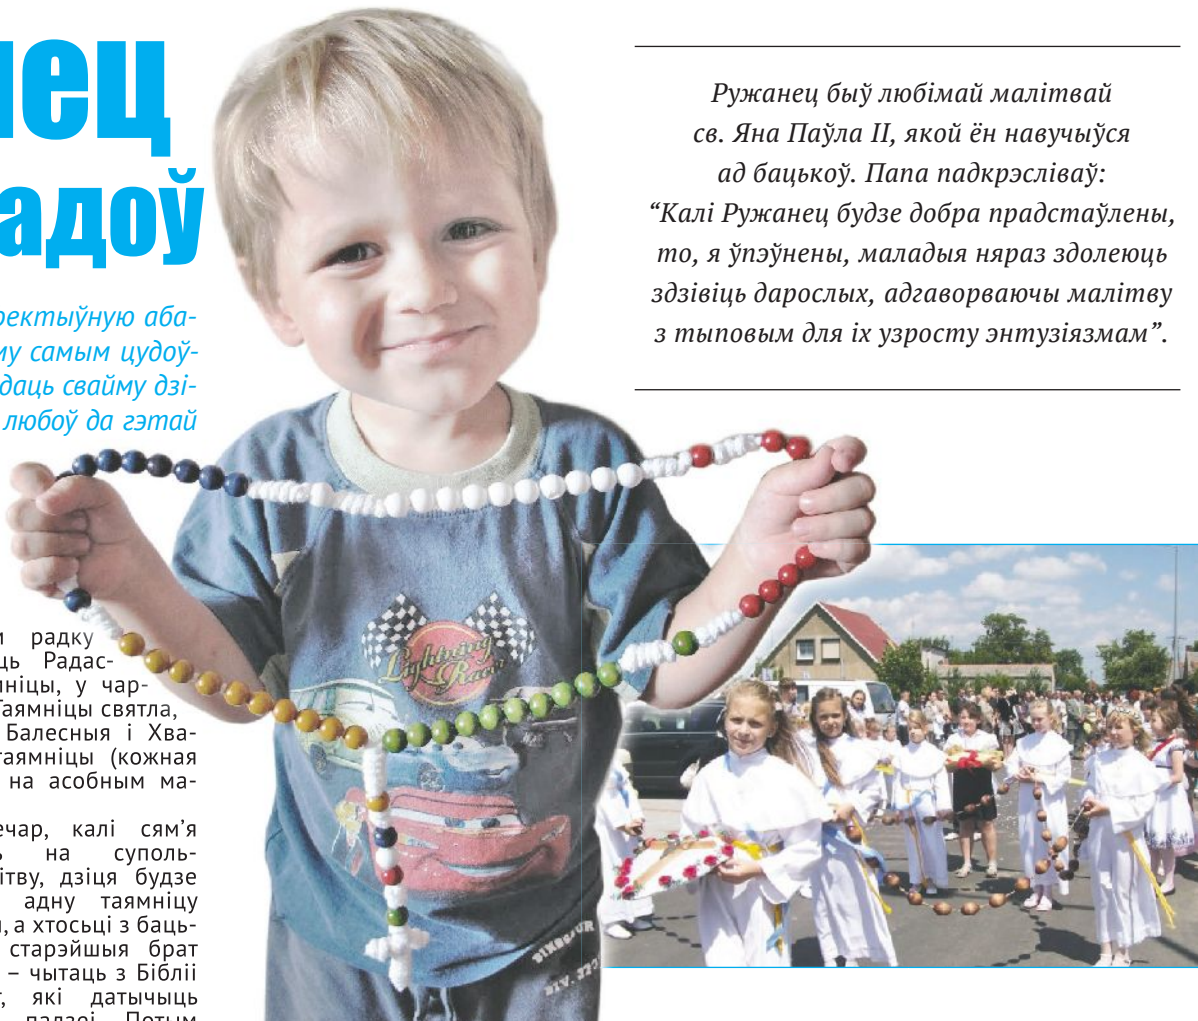 адоў
Ружанец быў любімай малітвай
св. Яна Паўла II, якой ён навучыўся
ад бацькоў. Папа падкрэсліваў:
“Калі Ружанец будзе добра прадстаўлены,
то, я ўпэўнены, маладыя няраз здолеюць
здзівіць дарослых, адгаворваючы малітву
з тыповым для іх узросту энтузіязмам”.
ректыўную аба-
му самым цудоў-
даць свайму дзі-
любоў да гэтай
радку
ць Радас-
мніцы, у чар-
Таямніцы святла,
Балесныя і Хва-
таямніцы (кожная
на асобным ма-
ечар, калі сям’я
на суполь-
ітву, дзіця будзе
адну таямніцу
, а хтосьці з баць-
старэйшыя брат
– чытаць з Бібліі
, які датычыць
Потым
Lightning